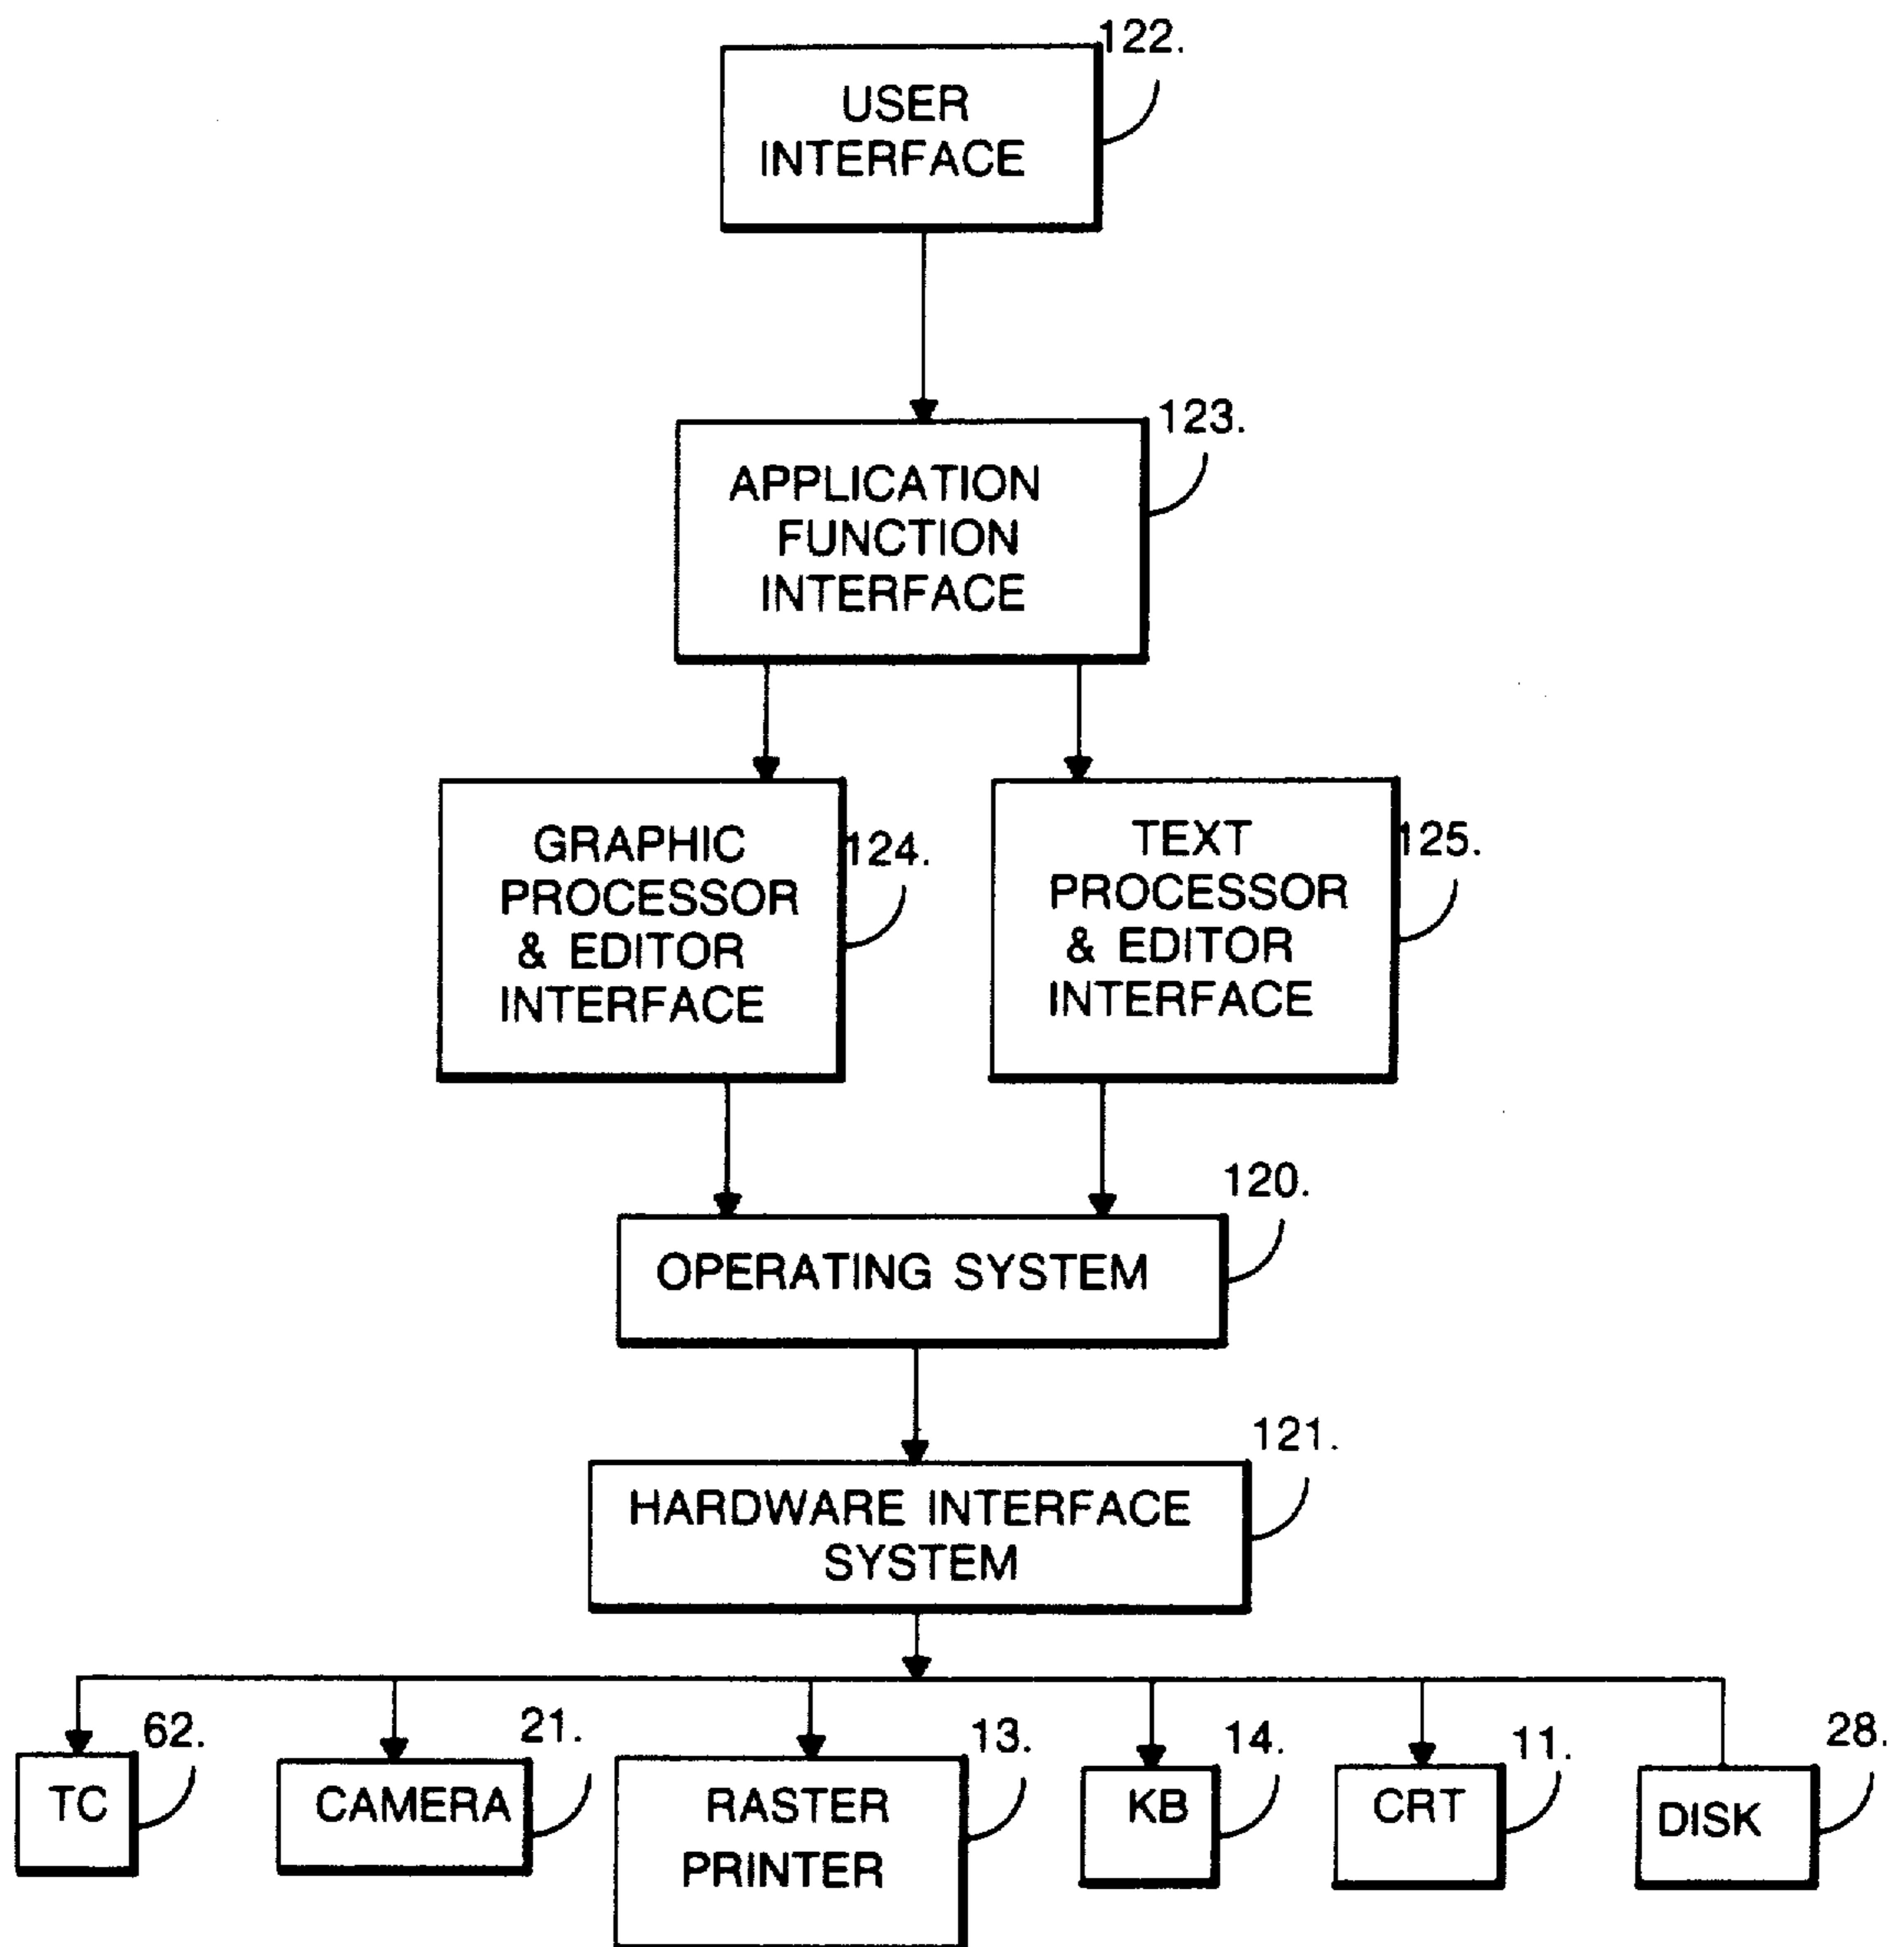 122.
USER
INTERFACE
123.
APPLICATION
FUNCTION
INTERFACE
GRAPHIC
PROCESSOR
& EDITOR
INTERFACE
124.
TEXT
PROCESSOR
& EDITOR
INTERFACE
125.
120.
OPERATING SYSTEM
121.
HARDWARE INTERFACE
SYSTEM
62.
TC
21.
CAMERA
13.
RASTER
PRINTER
14.
KB
11.
CRT
28.
DISK